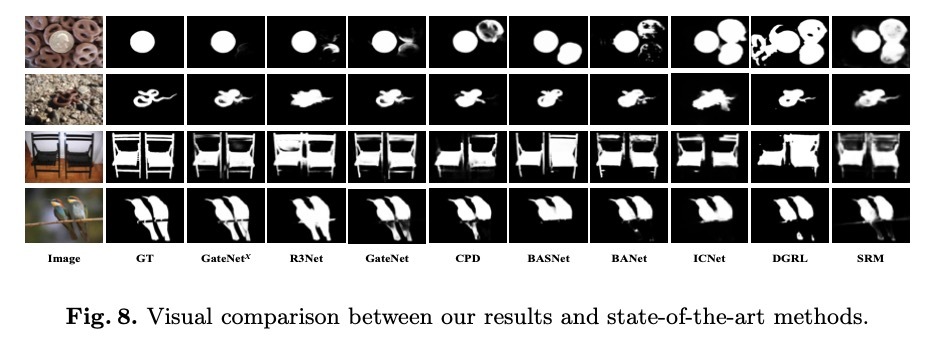 Image GT GateNetX R3Net GateNet CPD BASNet BANet ICNet DGRL SRM
Fig. 8. Visual comparison between our results and state-of-the-art methods.